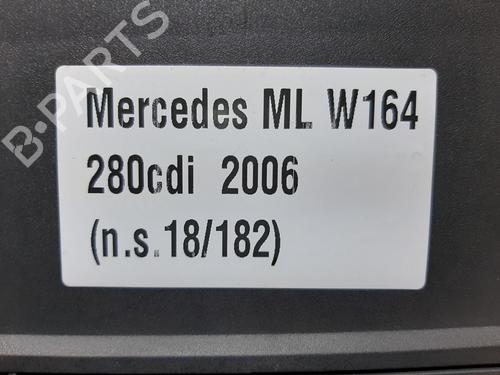 B-PARTS
Mercedes ML W164
280cdi 2006
(n.s.18/182)